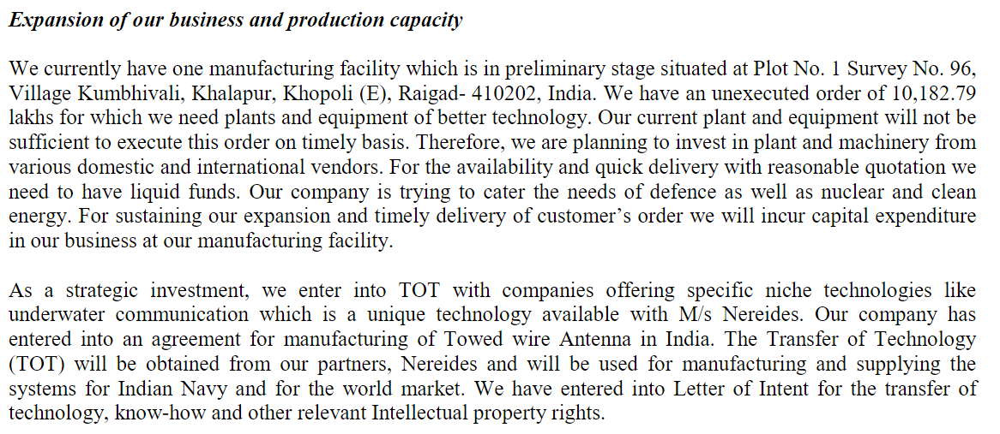 Expansion of our business and production capacity
We currently have one manufacturing facility which is in preliminary stage situated at Plot No. 1 Survey No. 96,
Village Kumbhivali, Khalapur, Khopoli (E), Raigad- 410202, India. We have an unexecuted order of 10,182.79
lakhs for which we need plants and equipment of better technology. Our current plant and equipment will not be
sufficient to execute this order on timely basis. Therefore, we are planning to invest in plant and machinery from
various domestic and international vendors. For the availability and quick delivery with reasonable quotation we
need to have liquid funds. Our company is trying to cater the needs of defence as well as nuclear and clean
energy. For sustaining our expansion and timely delivery of customer’s order we will incur capital expenditure
in our business at our manufacturing facility.
As a strategic investment, we enter into TOT with companies offering specific niche technologies like
underwater communication which is a unique technology available with M/s Nereides. Our company has
entered into an agreement for manufacturing of Towed wire Antenna in India. The Transfer of Technology
(TOT) will be obtained from our partners, Nereides and will be used for manufacturing and supplying the
systems for Indian Navy and for the world market. We have entered into Letter of Intent for the transfer of
technology, know-how and other relevant Intellectual property rights.